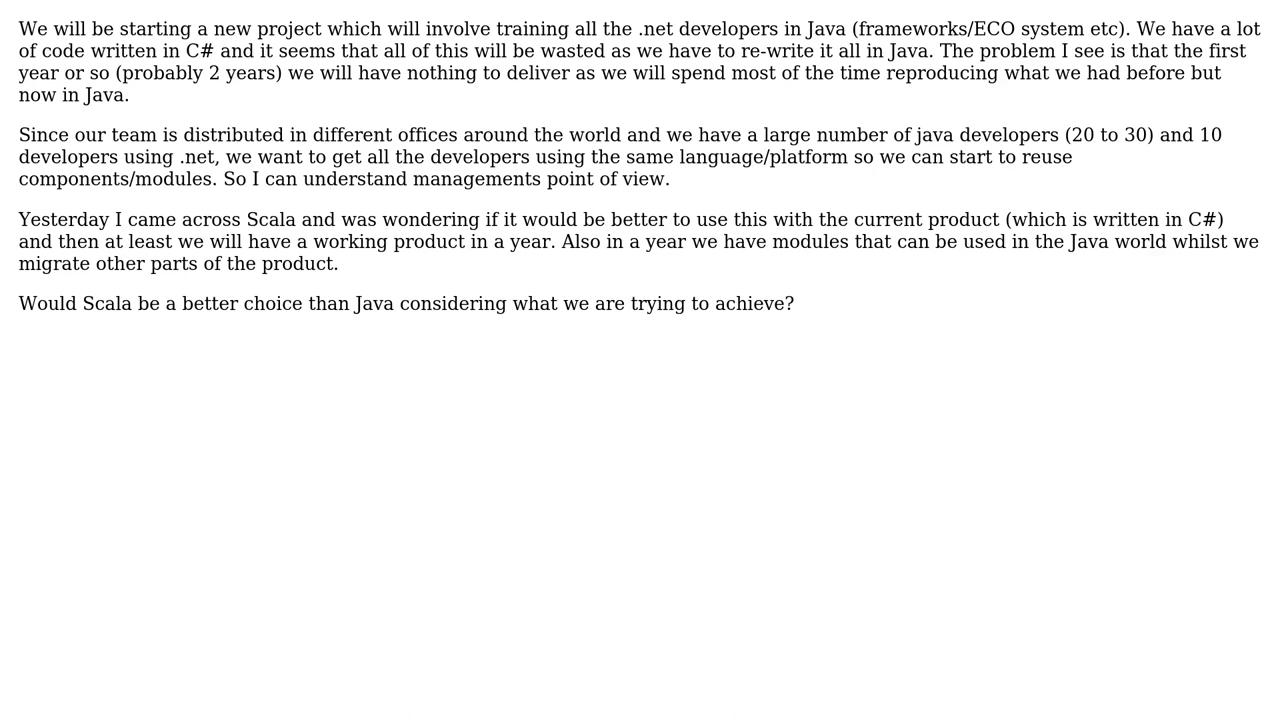 We will be starting a new project which will involve training all the .net developers in Java (frameworks/ECO system etc). We have a lot
of code written in C# and it seems that all of this will be wasted as we have to re-write it all in Java. The problem I see is that the first
year or so (probably 2 years) we will have nothing to deliver as we will spend most of the time reproducing what we had before but
now in Java.
Since our team is distributed in different offices around the world and we have a large number of java developers (20 to 30) and 10
developers using .net, we want to get all the developers using the same language/platform so we can start to reuse
components/modules. So I can understand managements point of view.
Yesterday I came across Scala and was wondering if it would be better to use this with the current product (which is written in C#)
and then at least we will have a working product in a year. Also in a year we have modules that can be used in the Java world whilst we
migrate other parts of the product.
Would Scala be a better choice than Java considering what we are trying to achieve?